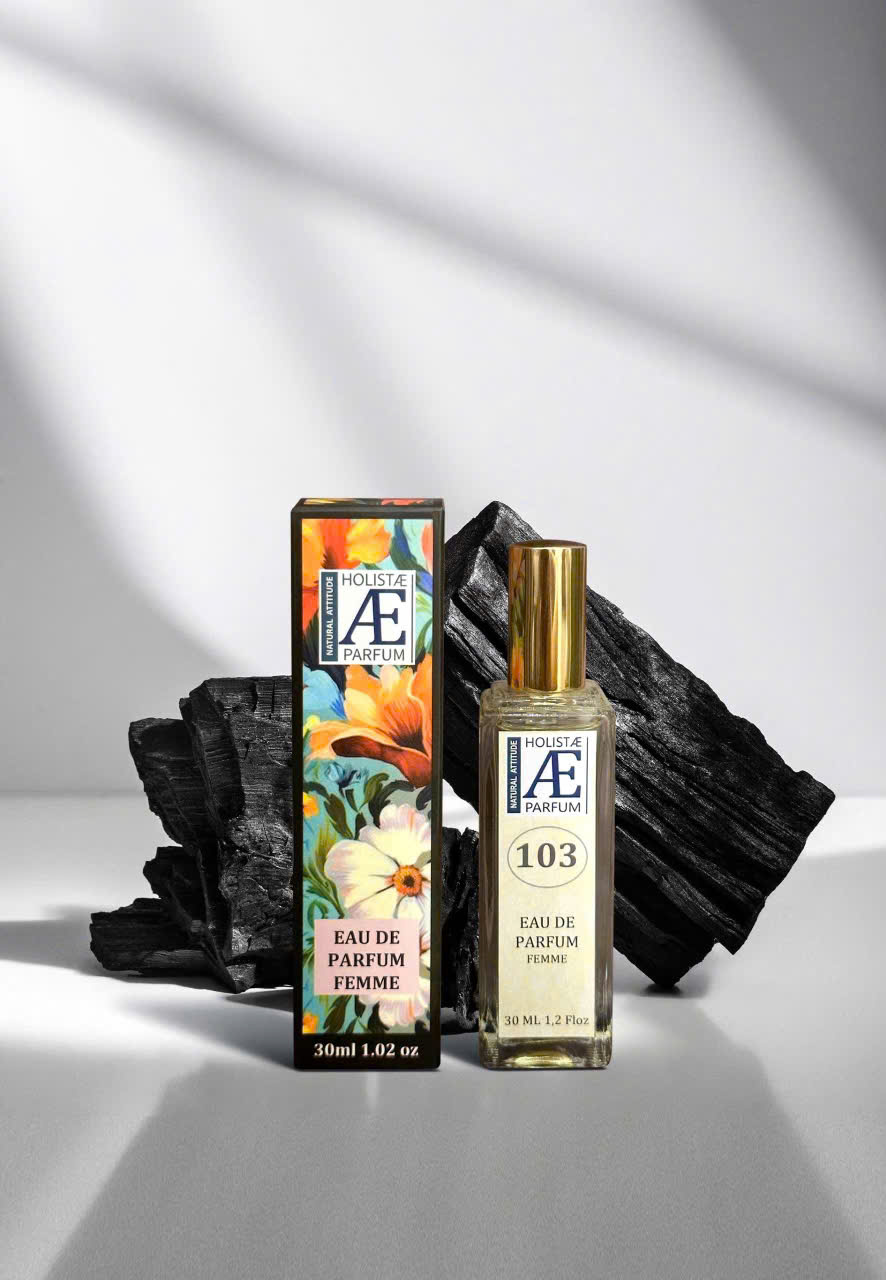 HOLISTÆ
NATURAL ATTITUDE
ÆE
PARFUM
EAU DE
PARFUM
FEMME
30ml 1.02 oz
HOLISTÆ
NATURAL ATTITUDE
Æ
PARFUM
103
EAU DE
PARFUM
FEMME
30 ML 1,2 Floz